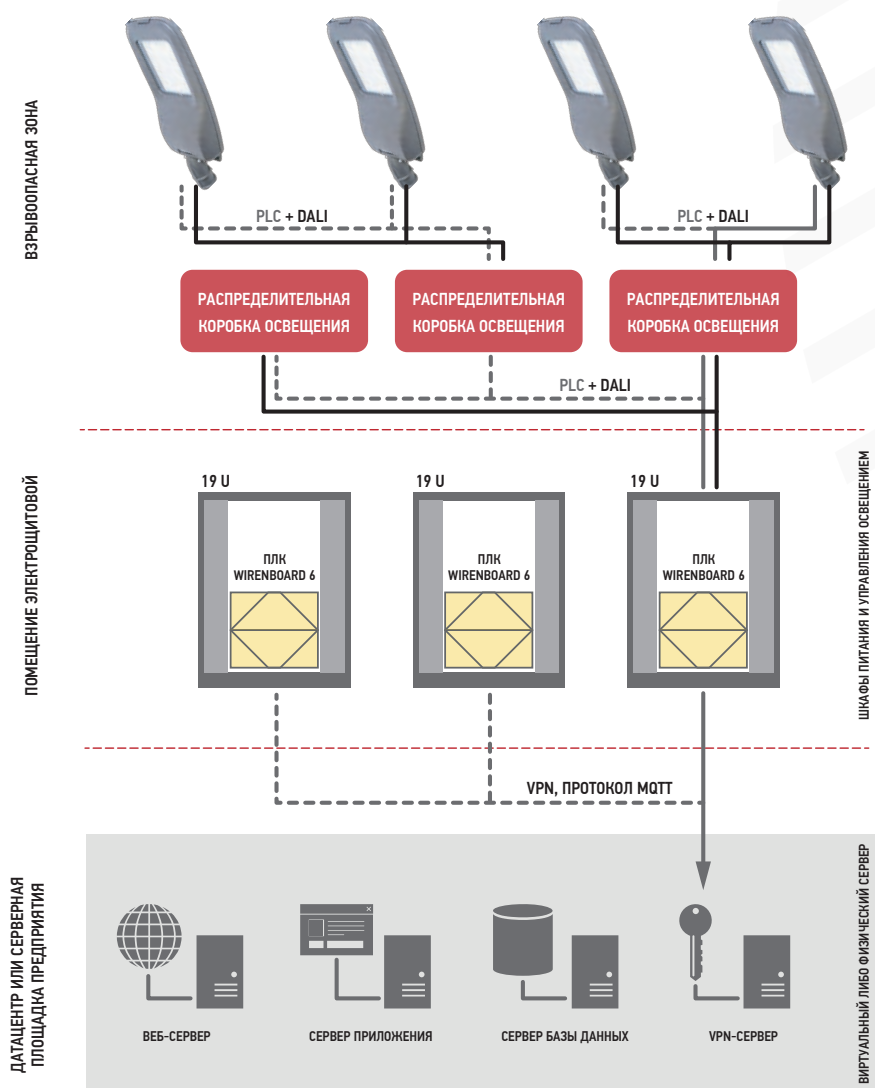 ВЗРЫВООПАСНАЯ ЗОНА
PLC + DALI
PLC + DALI
РАСПРЕДЕЛИТЕЛЬНАЯ
КОРОБКА ОСВЕЩЕНИЯ
РАСПРЕДЕЛИТЕЛЬНАЯ
КОРОБКА ОСВЕЩЕНИЯ
РАСПРЕДЕЛИТЕЛЬНАЯ
КОРОБКА ОСВЕЩЕНИЯ
PLC + DALI
ПОМЕЩЕНИЕ ЭЛЕКТРОЩИТОВОЙ
19 U
19 U
19 U
ПЛК
WIRENBOARD 6
ПЛК
WIRENBOARD 6
ПЛК
WIRENBOARD 6
ШКАФЫ ПИТАНИЯ И УПРАВЛЕНИЯ ОСВЕЩЕНИЕМ
VPN, ПРОТОКОЛ MQTT
ДАТАЦЕНТР ИЛИ СЕРВЕРНАЯ
ПЛОЩАДКА ПРЕДПРИЯТИЯ
ВЕБ-СЕРВЕР
СЕРВЕР ПРИЛОЖЕНИЯ
СЕРВЕР БАЗЫ ДАННЫХ
VPN-СЕРВЕР
ВИРТУАЛЬНЫЙ ЛИБО ФИЗИЧЕСКИЙ СЕРВЕР